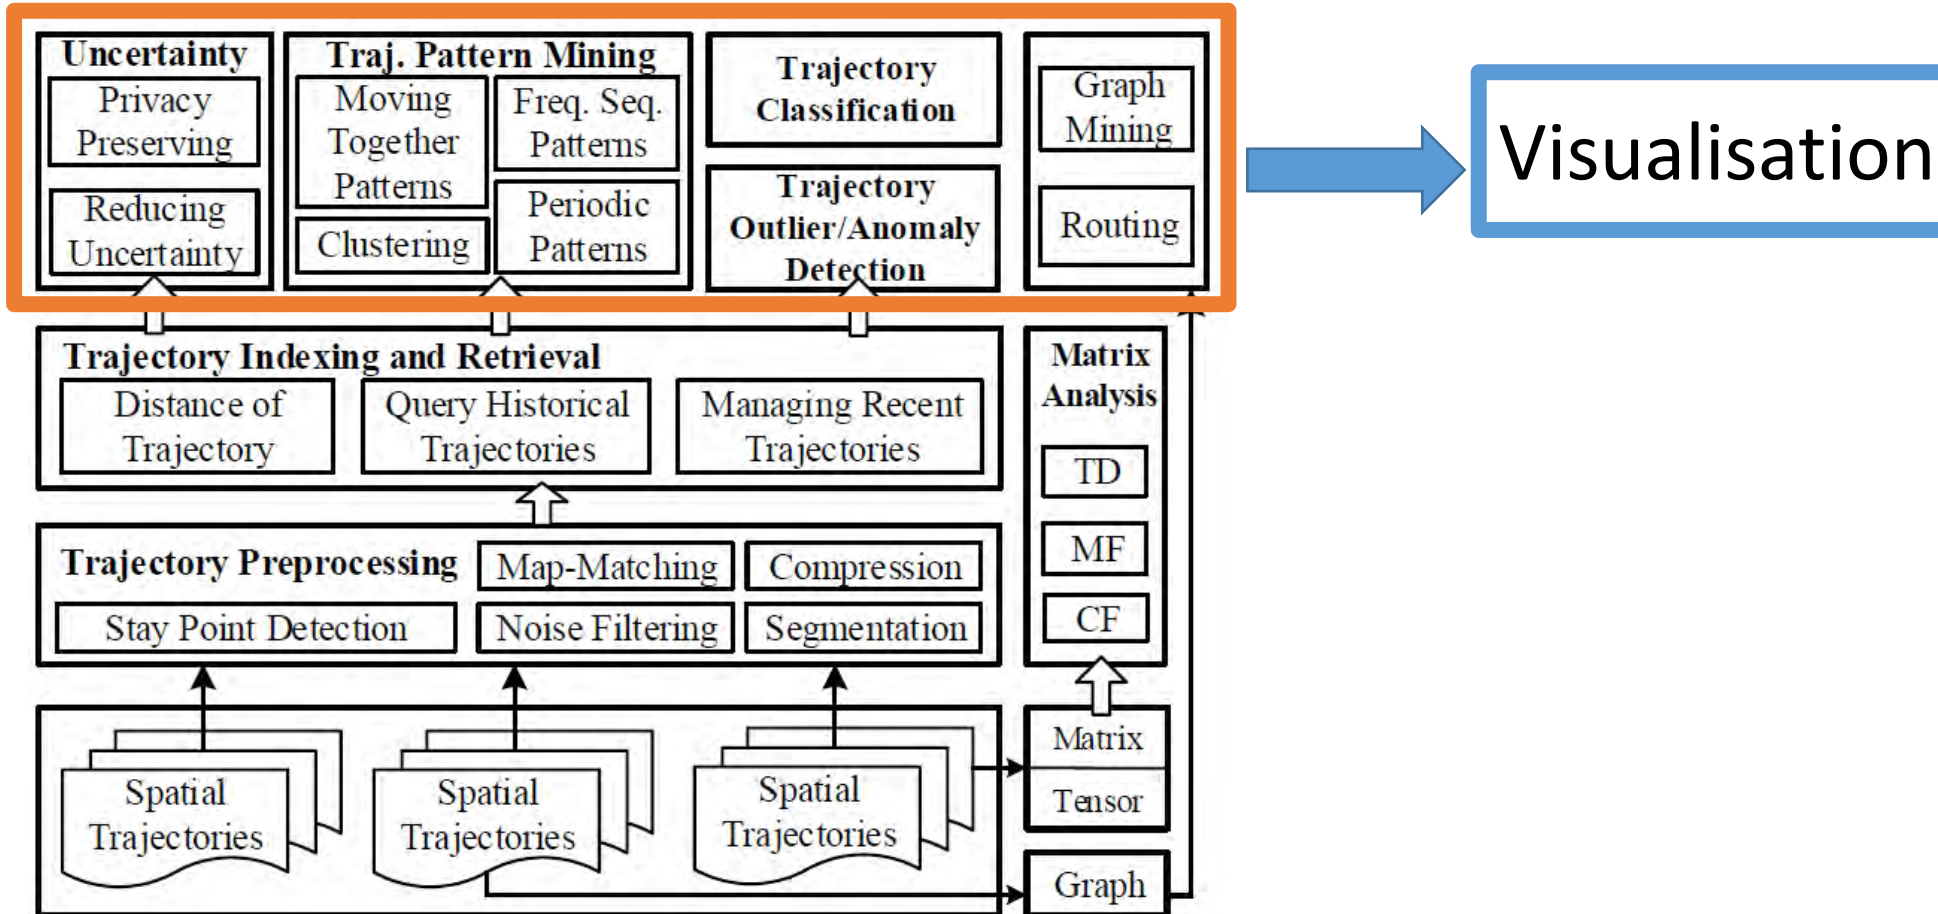 Uncertainty
Privacy
Preserving
Reducing
Uncertainty
Traj. Pattern Mining
Moving
Together
Patterns
Clustering
Freq. Seq.
Patterns
Periodic
Patterns
Trajectory
Classification
Trajectory
Outlier/Anomaly
Detection
Graph
Mining
Routing
Visualisation
Trajectory Indexing and Retrieval
Distance of
Trajectory
Query Historical
Trajectories
Managing Recent
Trajectories
Matrix
Analysis
TD
MF
CF
Trajectory Preprocessing
Map-Matching
Compression
Stay Point Detection
Noise Filtering
Segmentation
Spatial
Trajectories
Spatial
Trajectories
Spatial
Trajectories
Matrix
Tensor
Graph